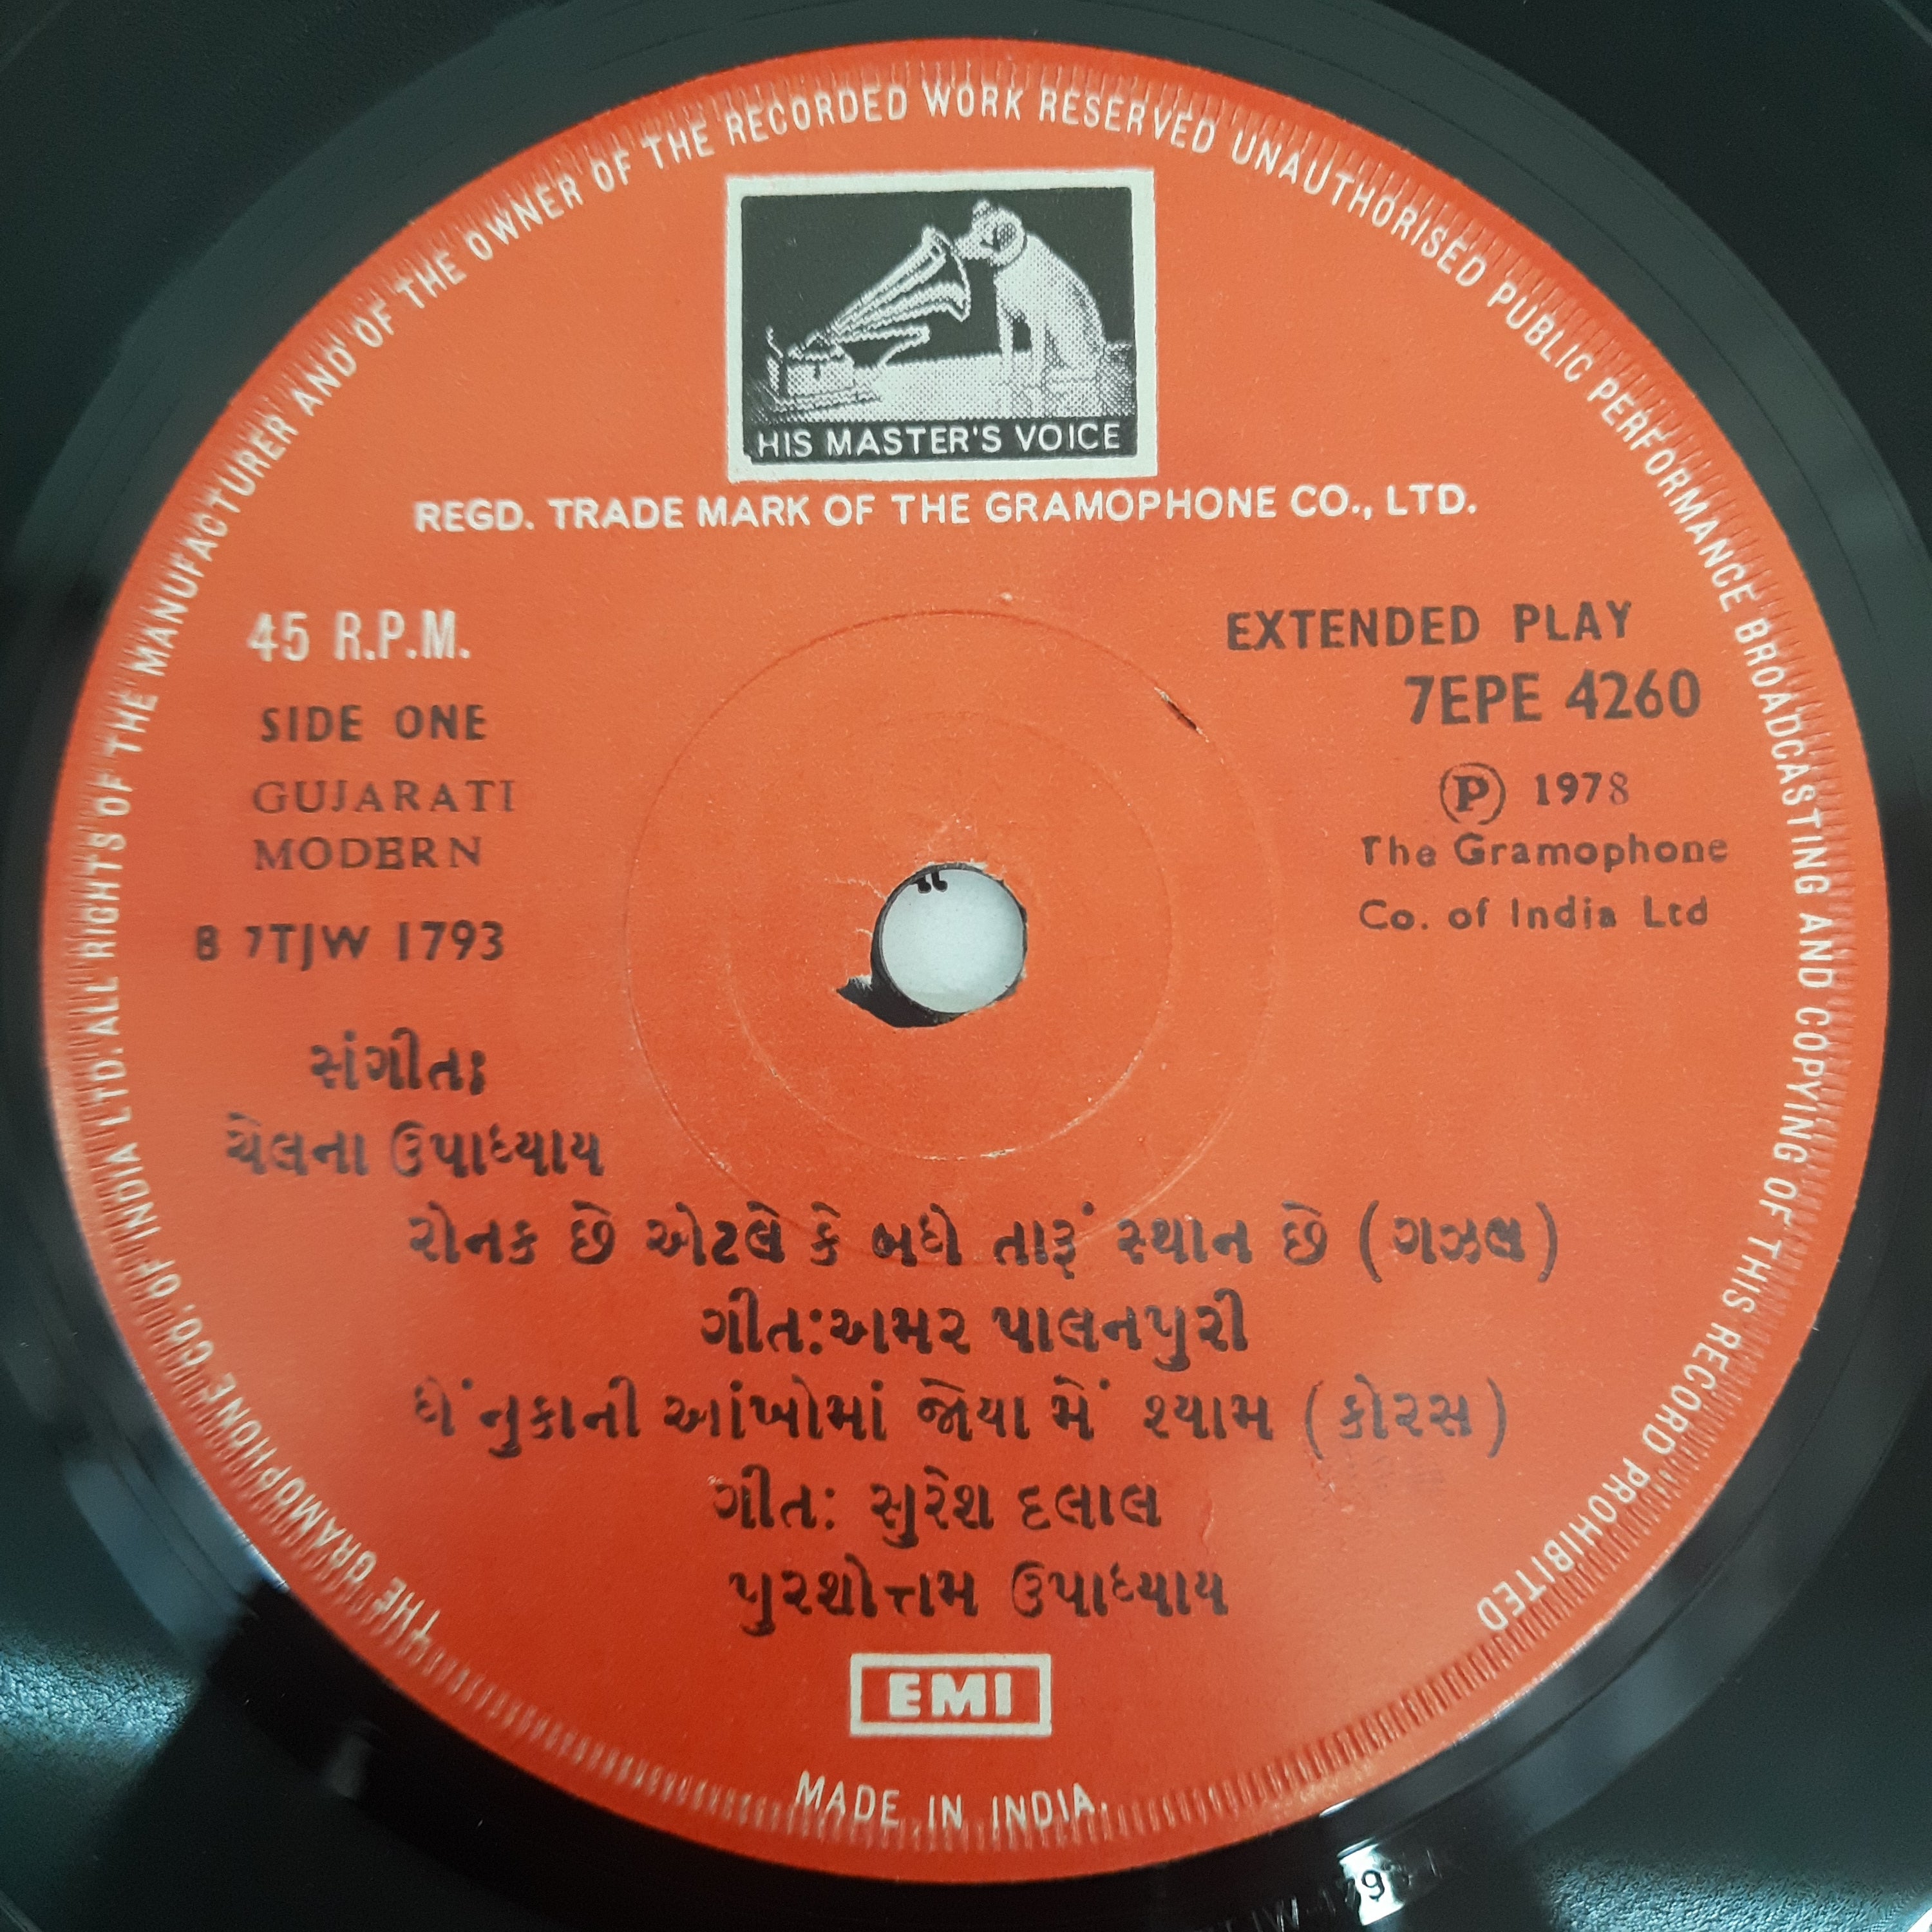 THE GRAMOPHONE CO. OF INDIA LTD. ALL RIGHTS OF THE MANUFACTURER AND OF THE OWNER OF THE RECORDED WORK RESERVED UNAUTHORISED PUBLIC PERFORMANCE BROADCASTING AND COPYING OF THIS RECORD PROHIBITED
HIS MASTER'S VOICE
REGD. TRADE MARK OF THE GRAMOPHONE CO., LTD.
45 R.P.M.
SIDE ONE
GUJARATI
MODERN
8 7TJW 1793
EXTENDED PLAY
7EPE 4260
Ⓟ 1978
The Gramophone
Co. of India Ltd
સંગીતઃ
ચેલના ઉપાધ્યાય
રોનક છે એટલે કે બધે તારૂં સ્થાન છે (ગઝલ)
ગીત:અમર પાલનપુરી
ધેંનુકાની આંખોમાં જોયા મેં શ્યામ (કોરસ)
ગીત: સુરેશ દલાલ
પુરશોત્તમ ઉપાધ્યાય
EMI
MADE IN INDIA.